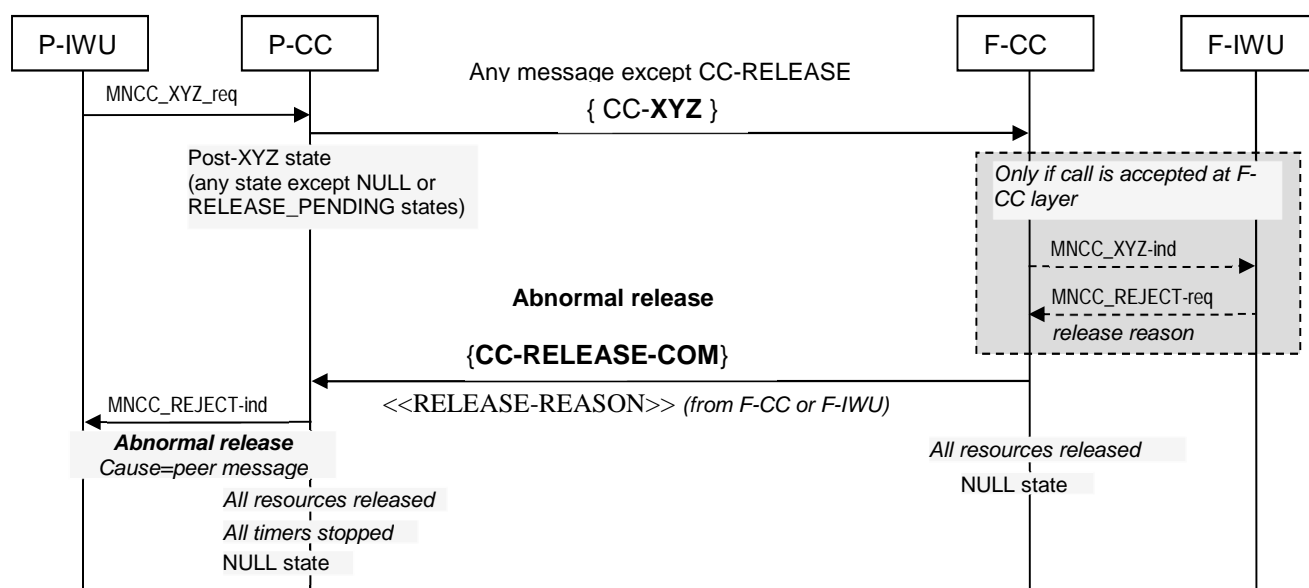 P-IWU
P-CC
F-CC
F-IWU
Any message except CC-RELEASE
MNCC_XYZ_req
{ CC-XYZ }
Post-XYZ state
(any state except NULL or
RELEASE_PENDING states)
Only if call is accepted at F-
CC layer
MNCC_XYZ-ind
MNCC_REJECT-req
release reason
Abnormal release
{CC-RELEASE-COM}
<<RELEASE-REASON>> (from F-CC or F-IWU)
MNCC_REJECT-ind
Abnormal release
Cause=peer message
All resources released
NULL state
All resources released
All timers stopped
NULL state